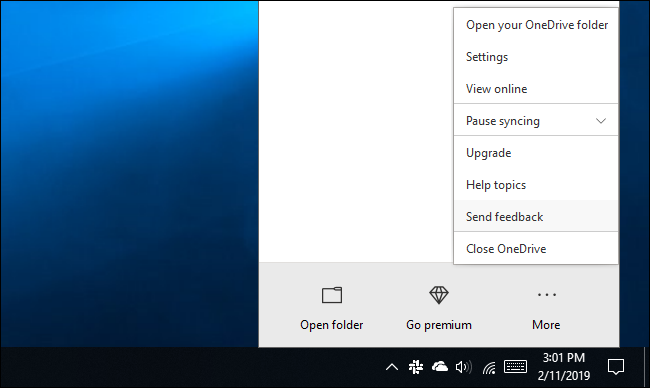 Open your OneDrive folder
Settings
View online
Pause syncing
Upgrade
Help topics
Send feedback
Close OneDrive
Open folder
Go premium
More
3:01 PM
2/11/2019